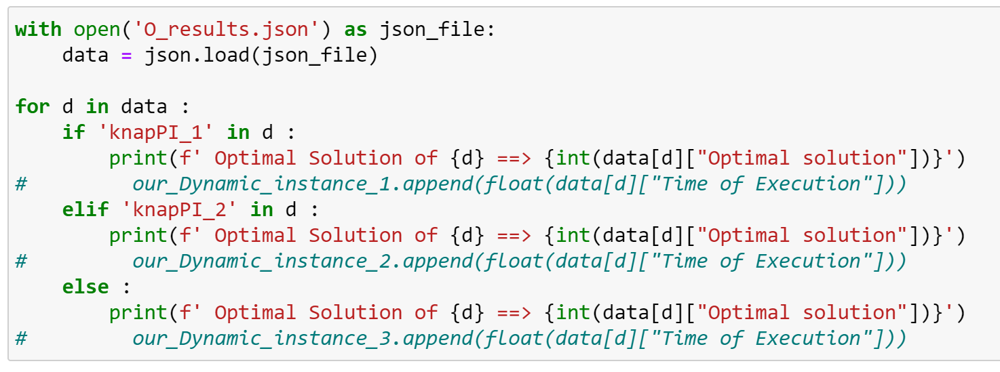 with open('O_results.json') as json_file:
    data = json.load(json_file)

for d in data :
    if 'knapPI_1' in d :
        print(f' Optimal Solution of {d} ==> {int(data[d]["Optimal solution"])}')
#         our_Dynamic_instance_1.append(float(data[d]["Time of Execution"]))
    elif 'knapPI_2' in d :
        print(f' Optimal Solution of {d} ==> {int(data[d]["Optimal solution"])}')
#         our_Dynamic_instance_2.append(float(data[d]["Time of Execution"]))
    else :
        print(f' Optimal Solution of {d} ==> {int(data[d]["Optimal solution"])}')
#         our_Dynamic_instance_3.append(float(data[d]["Time of Execution"]))